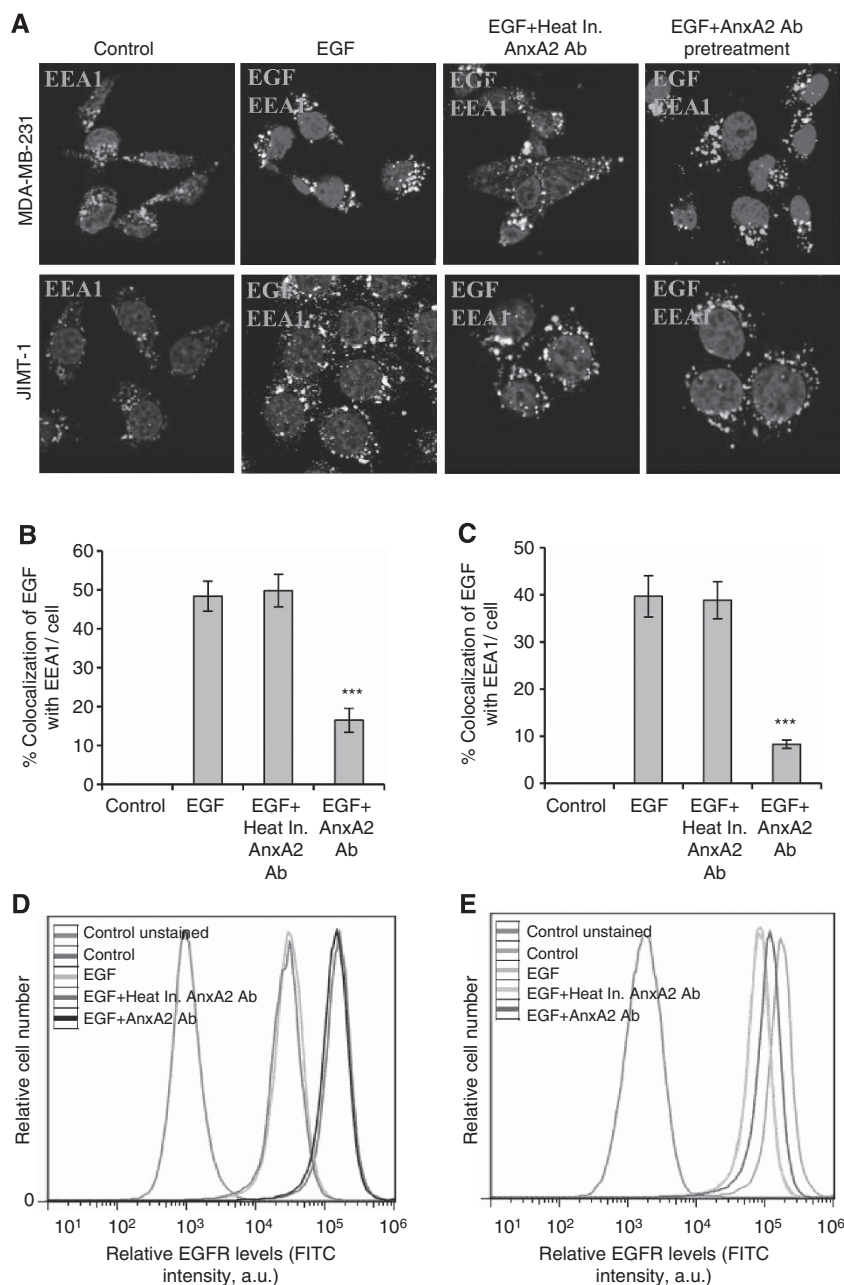 A
Control
EGF
EGF+Heat In.
AnxA2 Ab
EGF+AnxA2 Ab
pretreatment
MDA-MB-231
EEA1
EGF
EEA1
EGF
EEA1
EGF
EEA1
JIMT-1
EEA1
EGF
EEA1
EGF
EEA1
EGF
EEA1
B
% Colocalization of EGF
with EEA1/ cell
60
50
40
30
20
10
0
***
Control
EGF
EGF+
Heat In.
AnxA2
Ab
EGF+
AnxA2
Ab
C
% Colocalization of EGF
with EEA1/ cell
50
40
30
20
10
0
***
Control
EGF
EGF+
Heat In.
AnxA2
Ab
EGF+
AnxA2
Ab
D
Relative cell number
Control unstained
Control
EGF
EGF+Heat In. AnxA2 Ab
EGF+AnxA2 Ab
0
10¹ 10² 10³ 10⁴ 10⁵ 10⁶
Relative EGFR levels (FITC
intensity, a.u.)
E
Relative cell number
Control unstained
Control
EGF
EGF+Heat In. AnxA2 Ab
EGF+AnxA2 Ab
10¹ 10² 10³ 10⁴ 10⁵ 10⁶
Relative EGFR levels (FITC
intensity, a.u.)